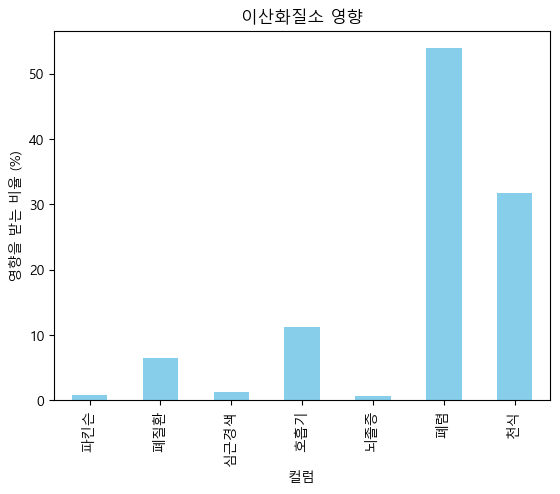 이산화질소 영향
영향을 받는 비율 (%)
50
40
30
20
10
0
파킨슨
폐질환
심근경색
호흡기
뇌졸중
폐렴
천식
컬럼